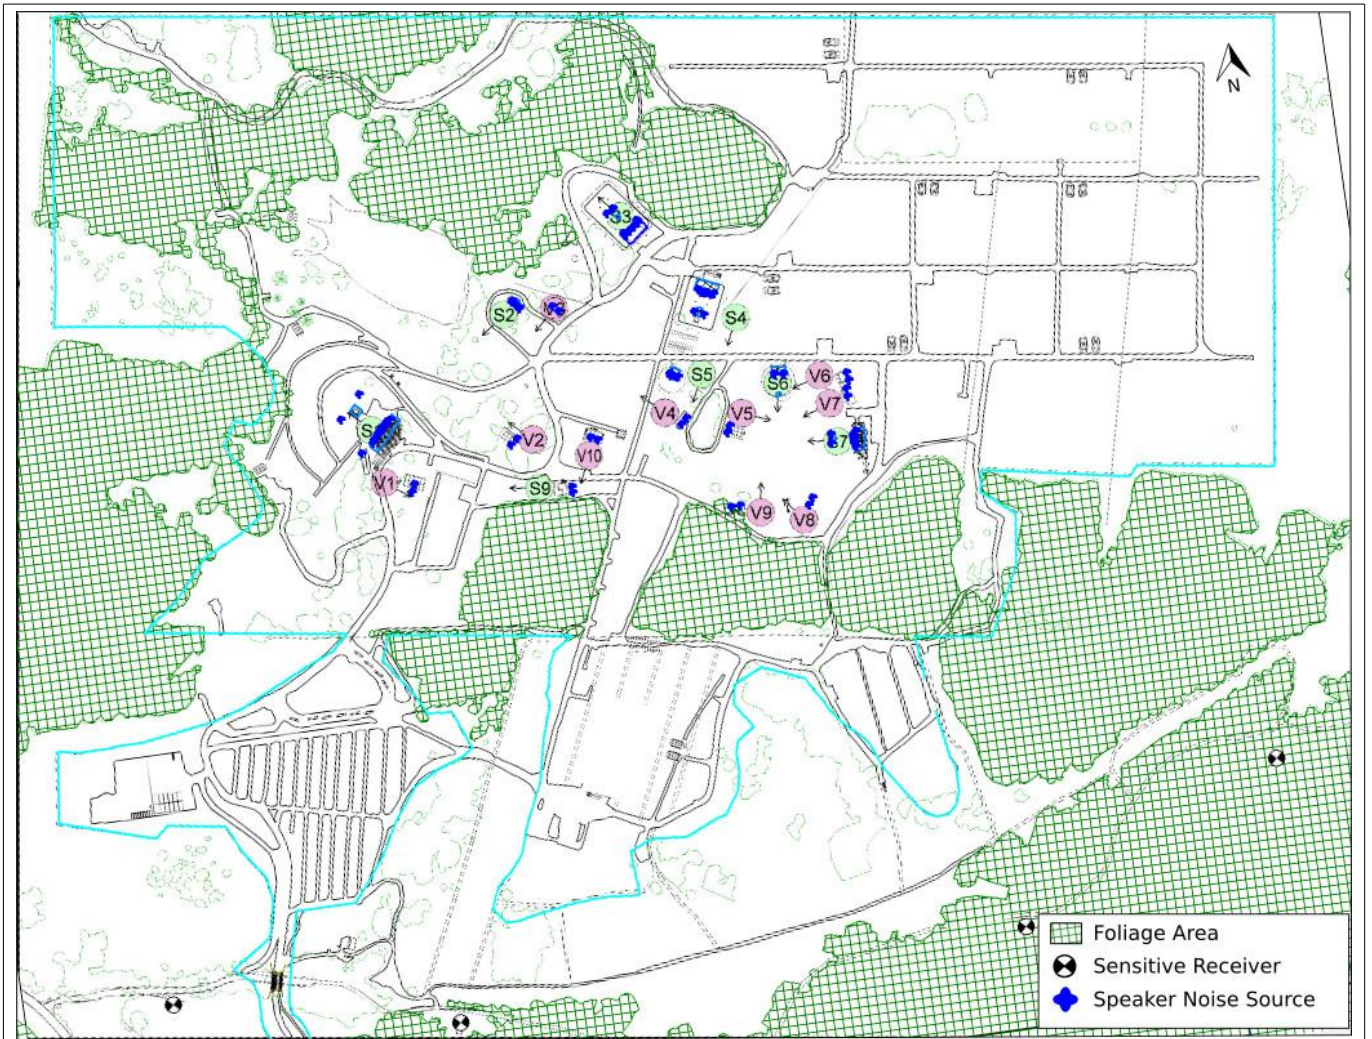 N
S3
S2
S4
S5
S6
V6
V7
V4
V5
S7
S
V2
V10
V1
S9
V9
V8
Foliage Area
Sensitive Receiver
Speaker Noise Source